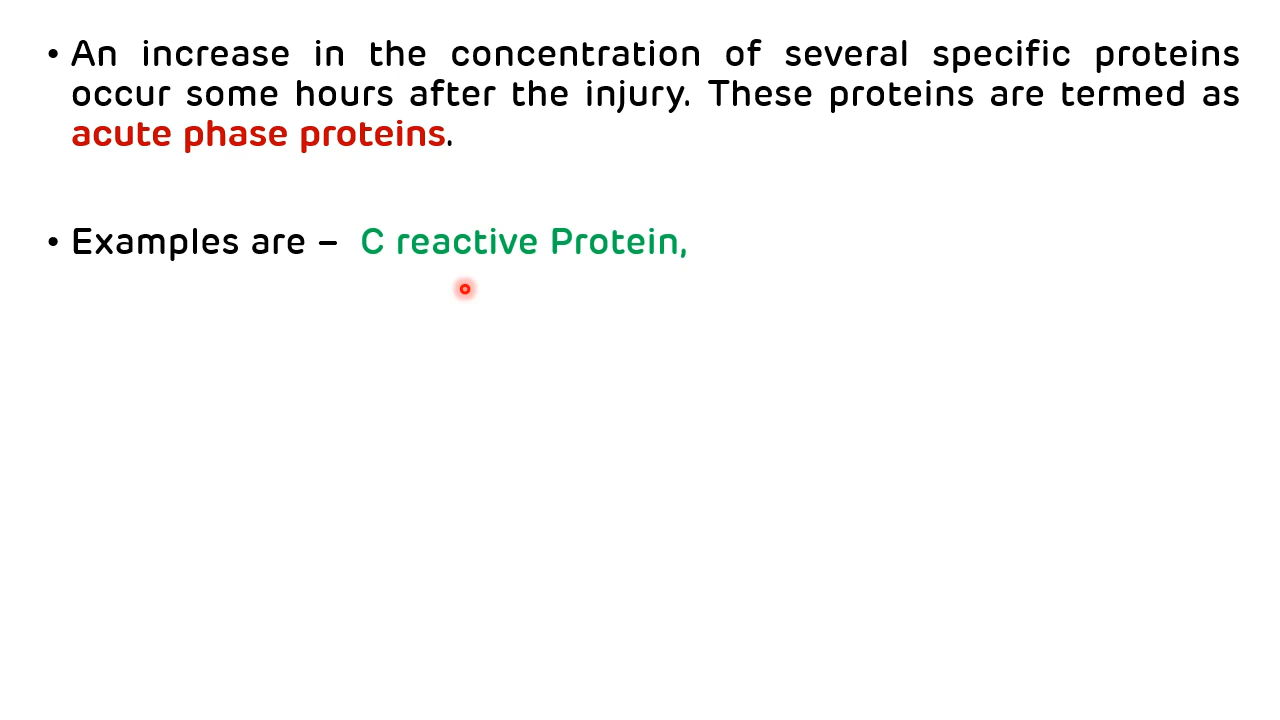 • An increase in the concentration of several specific proteins
occur some hours after the injury. These proteins are termed as
acute phase proteins.
• Examples are – C reactive Protein,